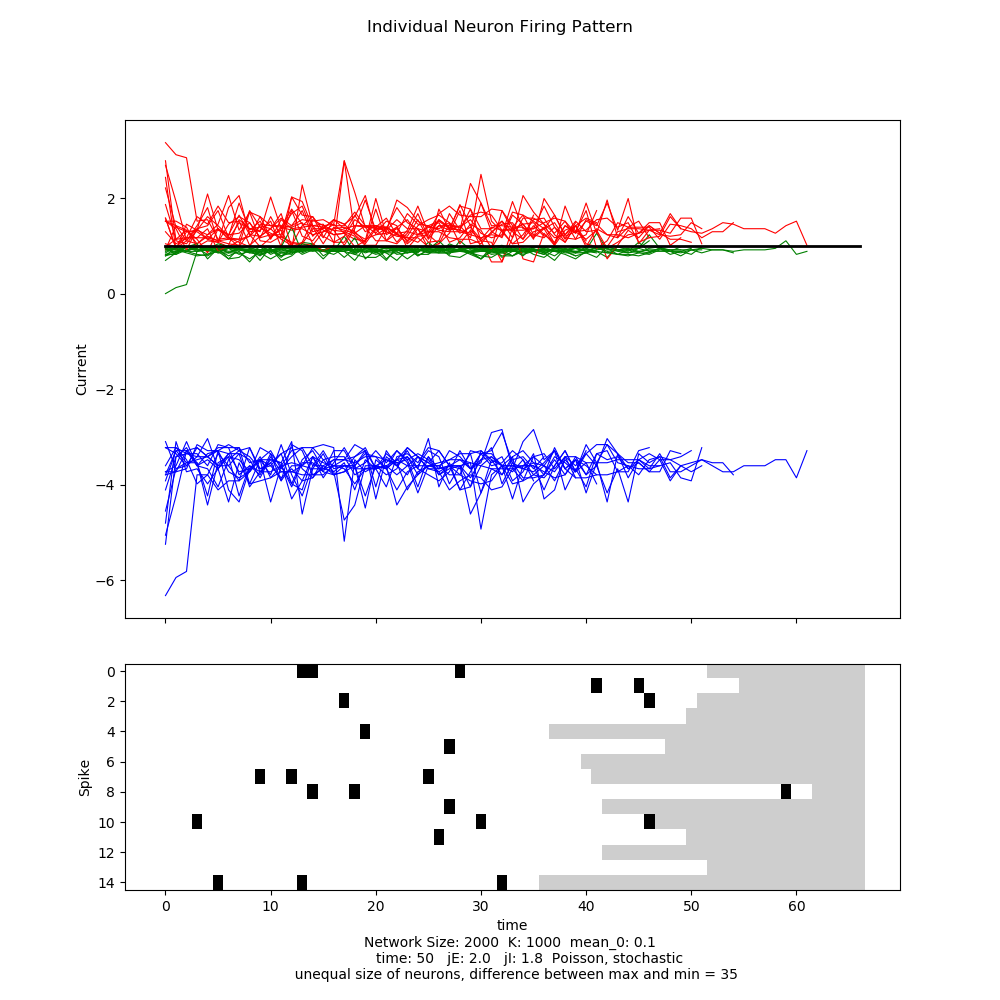 Individual Neuron Firing Pattern
2
0
−2
−4
−6
Current
0
2
4
6
8
10
12
14
Spike
0 10 20 30 40 50 60
time
Network Size: 2000 K: 1000 mean_0: 0.1
time: 50 jE: 2.0 jI: 1.8 Poisson, stochastic
unequal size of neurons, difference between max and min = 35